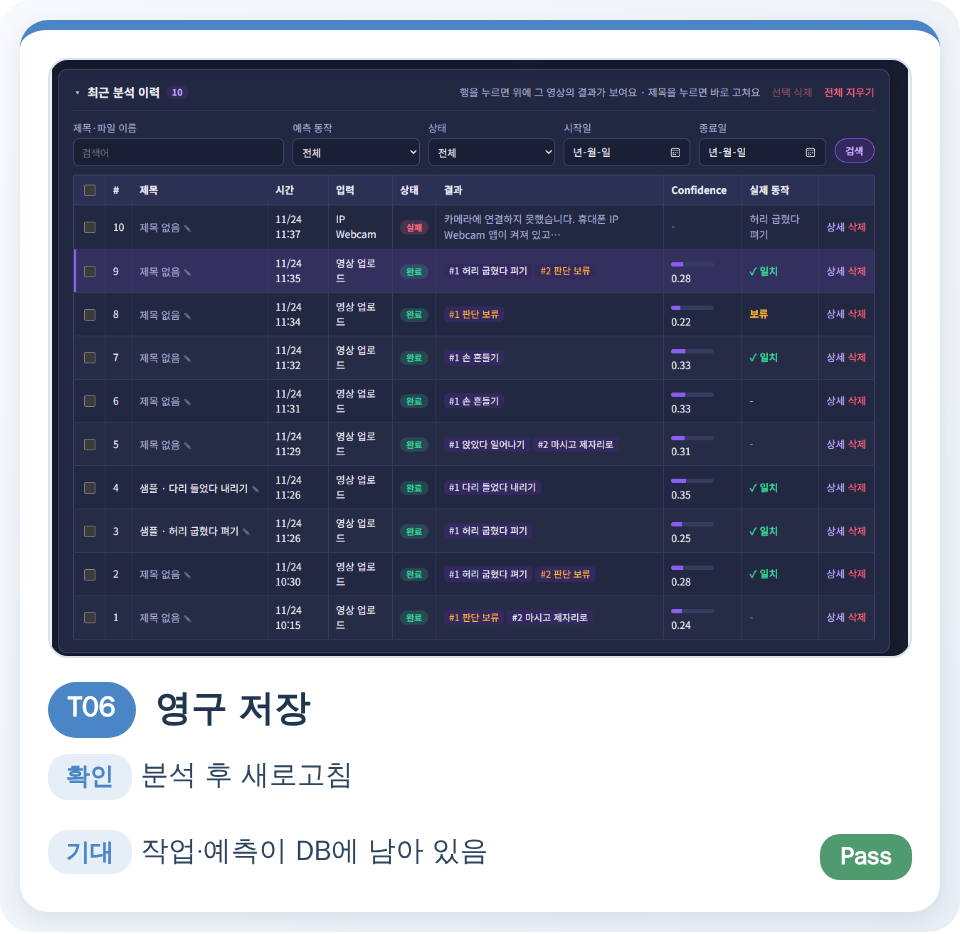 최근 분석 이력 10
행을 누르면 위에 그 영상의 결과가 보여요 · 제목을 누르면 바로 고쳐요 선택 삭제 전체 지우기
제목·파일 이름 예측 동작 상태 시작일 종료일
검색어 전체 전체 년-월-일 년-월-일 검색
# 제목 시간 입력 상태 결과 Confidence 실제 동작
10 제목 없음 11/24 11:37 IP Webcam 실패 카메라에 연결하지 못했습니다. 휴대폰 IP Webcam 앱이 켜져 있고… - 허리 굽혔다 펴기 상세 삭제
9 제목 없음 11/24 11:35 영상 업로드 완료 #1 허리 굽혔다 펴기 #2 판단 보류 0.28 ✓ 일치 상세 삭제
8 제목 없음 11/24 11:34 영상 업로드 완료 #1 판단 보류 0.22 보류 상세 삭제
7 제목 없음 11/24 11:32 영상 업로드 완료 #1 손 흔들기 0.33 ✓ 일치 상세 삭제
6 제목 없음 11/24 11:31 영상 업로드 완료 #1 손 흔들기 0.33 - 상세 삭제
5 제목 없음 11/24 11:29 영상 업로드 완료 #1 앉았다 일어나기 #2 마시고 제자리로 0.31 - 상세 삭제
4 샘플 · 다리 들었다 내리기 11/24 11:26 영상 업로드 완료 #1 다리 들었다 내리기 0.35 ✓ 일치 상세 삭제
3 샘플 · 허리 굽혔다 펴기 11/24 11:26 영상 업로드 완료 #1 허리 굽혔다 펴기 0.25 ✓ 일치 상세 삭제
2 제목 없음 11/24 10:30 영상 업로드 완료 #1 허리 굽혔다 펴기 #2 판단 보류 0.28 ✓ 일치 상세 삭제
1 제목 없음 11/24 10:15 영상 업로드 완료 #1 판단 보류 #2 마시고 제자리로 0.24 - 상세 삭제
T06 영구 저장
확인 분석 후 새로고침
기대 작업·예측이 DB에 남아 있음
Pass